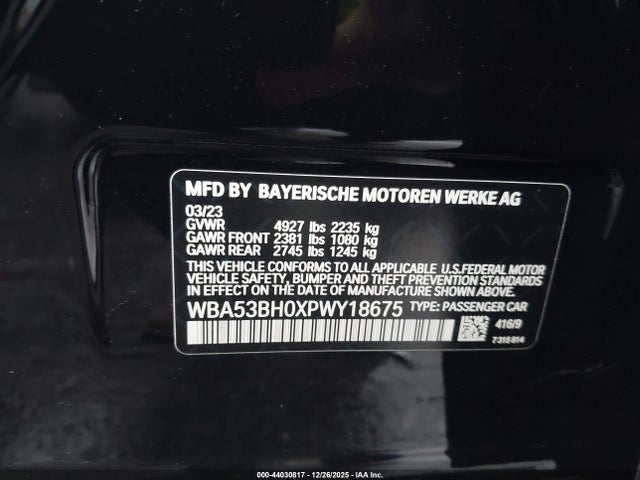 MFD BY BAYERISCHE MOTOREN WERKE AG
03/23
GVWR 4927 lbs 2235 kg
GAWR FRONT 2381 lbs 1080 kg
GAWR REAR 2745 lbs 1245 kg
THIS VEHICLE CONFORMS TO ALL APPLICABLE U.S.FEDERAL MOTOR
VEHICLE SAFETY, BUMPER, AND THEFT PREVENTION STANDARDS
IN EFFECT ON THE DATE OF MANUFACTURE SHOWN ABOVE.
WBA53BH0XPWY18675 TYPE: PASSENGER CAR
416/9
7 315 814
000-44030817 - 12/26/2025 - IAA Inc.